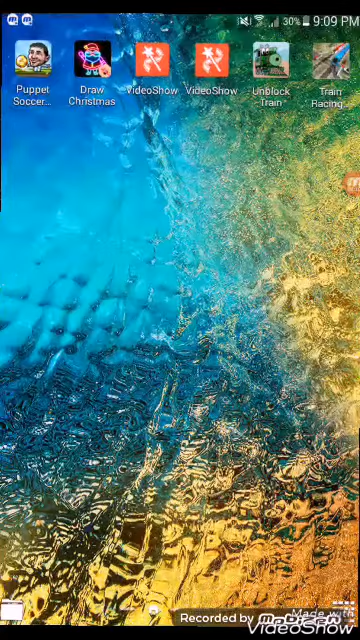 30% 9:09 PM
Puppet Soccer... Draw Christmas VideoShow VideoShow Unblock Train Train Racing...
Made with
Recorded by
VideoShow